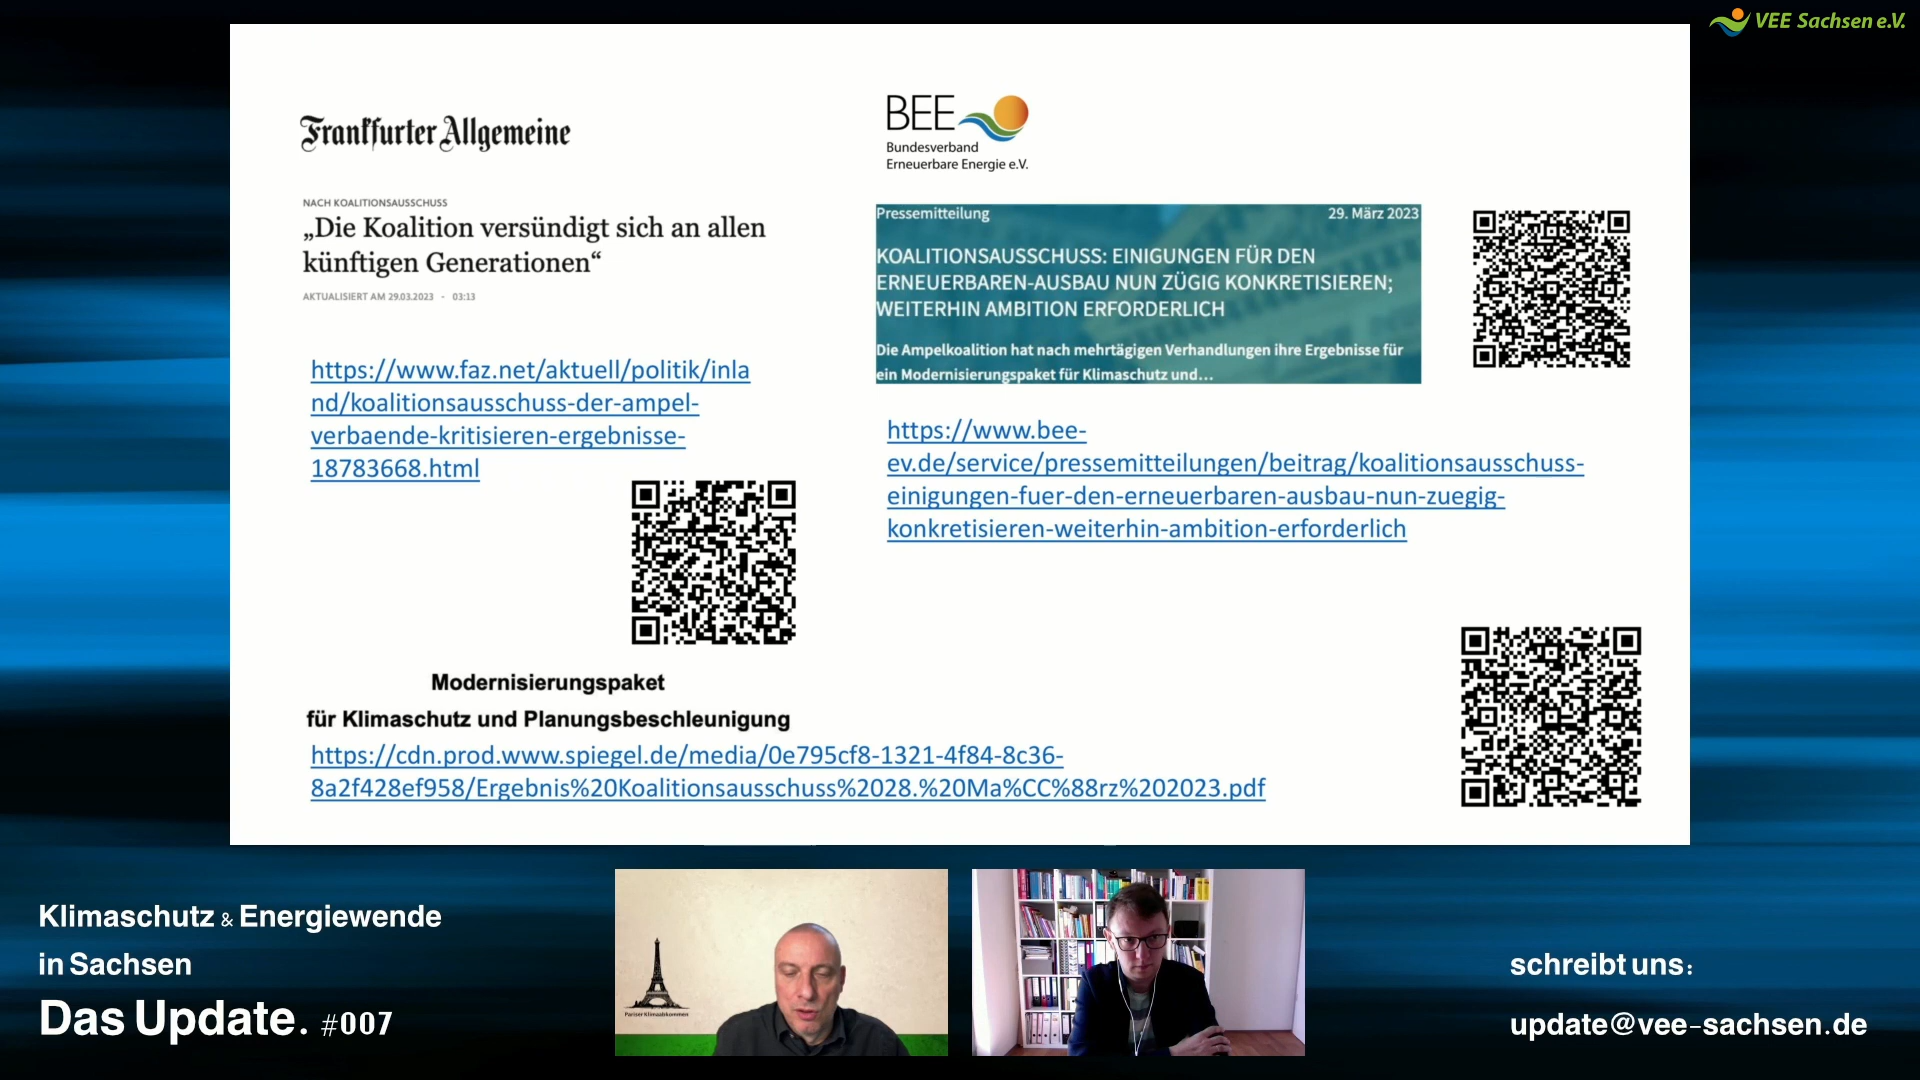 VEE Sachsen e.V.
Frankfurter Allgemeine
NACH KOALITIONSAUSSCHUSS
„Die Koalition versündigt sich an allen
künftigen Generationen“
AKTUALISIERT AM 29.03.2023 - 03:13
https://www.faz.net/aktuell/politik/inla
nd/koalitionsausschuss-der-ampel-
verbaende-kritisieren-ergebnisse-
18783668.html
BEE
Bundesverband
Erneuerbare Energie e.V.
Pressemitteilung 29. März 2023
KOALITIONSAUSSCHUSS: EINIGUNGEN FÜR DEN
ERNEUERBAREN-AUSBAU NUN ZÜGIG KONKRETISIEREN;
WEITERHIN AMBITION ERFORDERLICH
Die Ampelkoalition hat nach mehrtägigen Verhandlungen ihre Ergebnisse für
ein Modernisierungspaket für Klimaschutz und...
https://www.bee-
ev.de/service/pressemitteilungen/beitrag/koalitionsausschuss-
einigungen-fuer-den-erneuerbaren-ausbau-nun-zuegig-
konkretisieren-weiterhin-ambition-erforderlich
Modernisierungspaket
für Klimaschutz und Planungsbeschleunigung
https://cdn.prod.www.spiegel.de/media/0e795cf8-1321-4f84-8c36-
8a2f428ef958/Ergebnis%20Koalitionsausschuss%2028.%20Ma%CC%88rz%202023.pdf
Klimaschutz & Energiewende
in Sachsen
Das Update. #007
Pariser Klimaabkommen
schreibt uns:
update@vee-sachsen.de